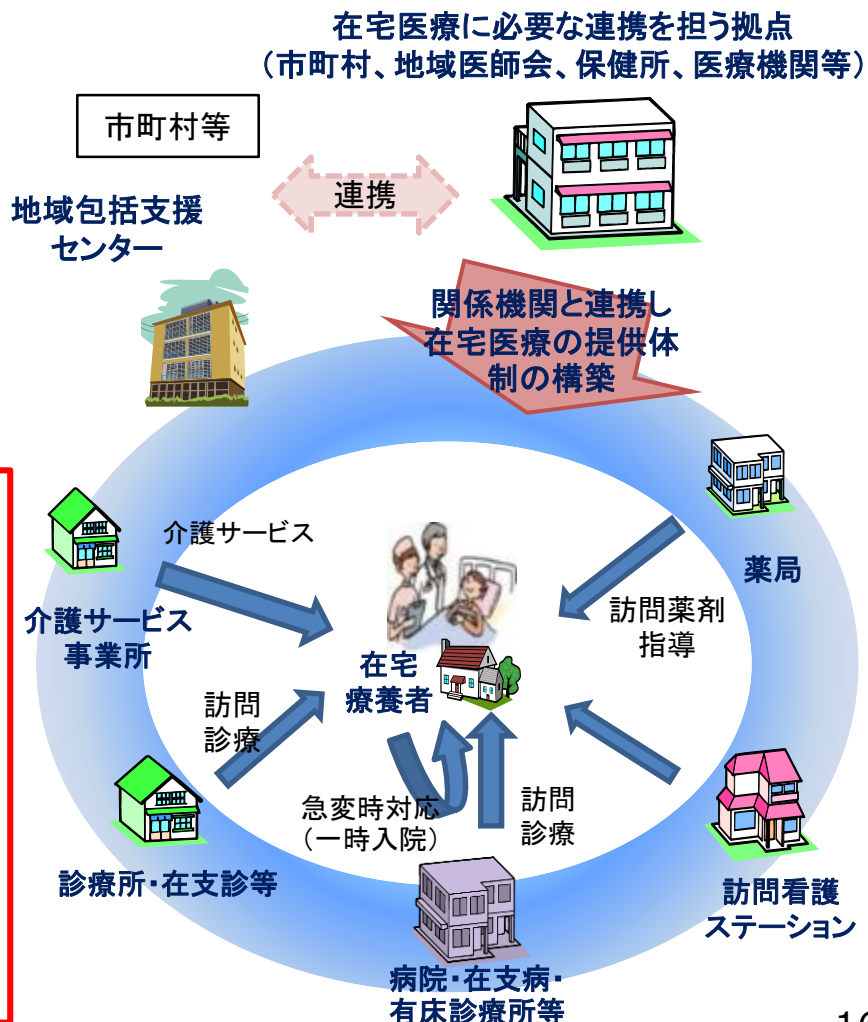 在宅医療に必要な連携を担う拠点
（市町村、地域医師会、保健所、医療機関等）
市町村等
連携
地域包括支援
センター
関係機関と連携し
在宅医療の提供体
制の構築
介護サービス
薬局
介護サービス
事業所
訪問薬剤
指導
在宅
療養者
訪問
診療
急変時対応
（一時入院）
訪問
診療
診療所・在支診等
訪問看護
ステーション
病院・在支病・
有床診療所等